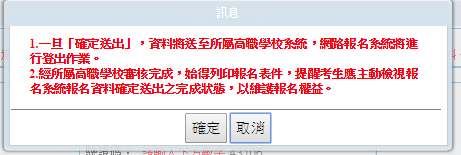 訊息
1.一旦「確定送出」，資料將送至所屬高職學校系統，網路報名系統將進
行登出作業。
2.經所屬高職學校審核完成，始得列印報名表件，提醒考生應主動檢視報
名系統報名資料確定送出之完成狀態，以維護報名權益。
確定 取消